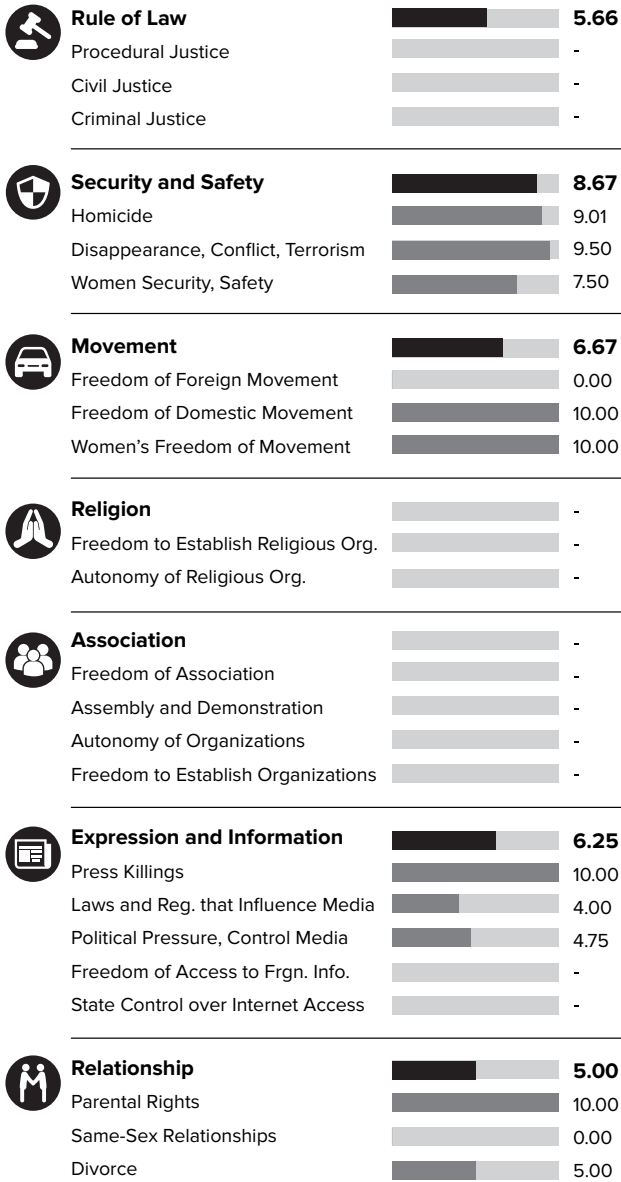 Rule of Law 5.66
Procedural Justice -
Civil Justice -
Criminal Justice -
Security and Safety 8.67
Homicide 9.01
Disappearance, Conflict, Terrorism 9.50
Women Security, Safety 7.50
Movement 6.67
Freedom of Foreign Movement 0.00
Freedom of Domestic Movement 10.00
Women's Freedom of Movement 10.00
Religion -
Freedom to Establish Religious Org. -
Autonomy of Religious Org. -
Association -
Freedom of Association -
Assembly and Demonstration -
Autonomy of Organizations -
Freedom to Establish Organizations -
Expression and Information 6.25
Press Killings 10.00
Laws and Reg. that Influence Media 4.00
Political Pressure, Control Media 4.75
Freedom of Access to Frgn. Info. -
State Control over Internet Access -
Relationship 5.00
Parental Rights 10.00
Same-Sex Relationships 0.00
Divorce 5.00